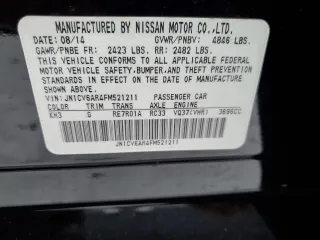 MANUFACTURED BY NISSAN MOTOR CO.,LTD.
DATE: 08/14 GVWR/PNBV: 4846 LBS.
GAWR/PNBE FR: 2423 LBS. RR: 2482 LBS.
THIS VEHICLE CONFORMS TO ALL APPLICABLE FEDERAL
MOTOR VEHICLE SAFETY, BUMPER, AND THEFT PREVENTION
STANDARDS IN EFFECT ON THE DATE OF MANUFACTURE
SHOWN ABOVE.
VIN: JN1CV6AR4FM521211 PASSENGER CAR
COLOR TRIM TRANS AXLE ENGINE
KH3 G RE7R01A RC33 VQ37(VHR) 3696CC
JN1CV6AR4FM521211